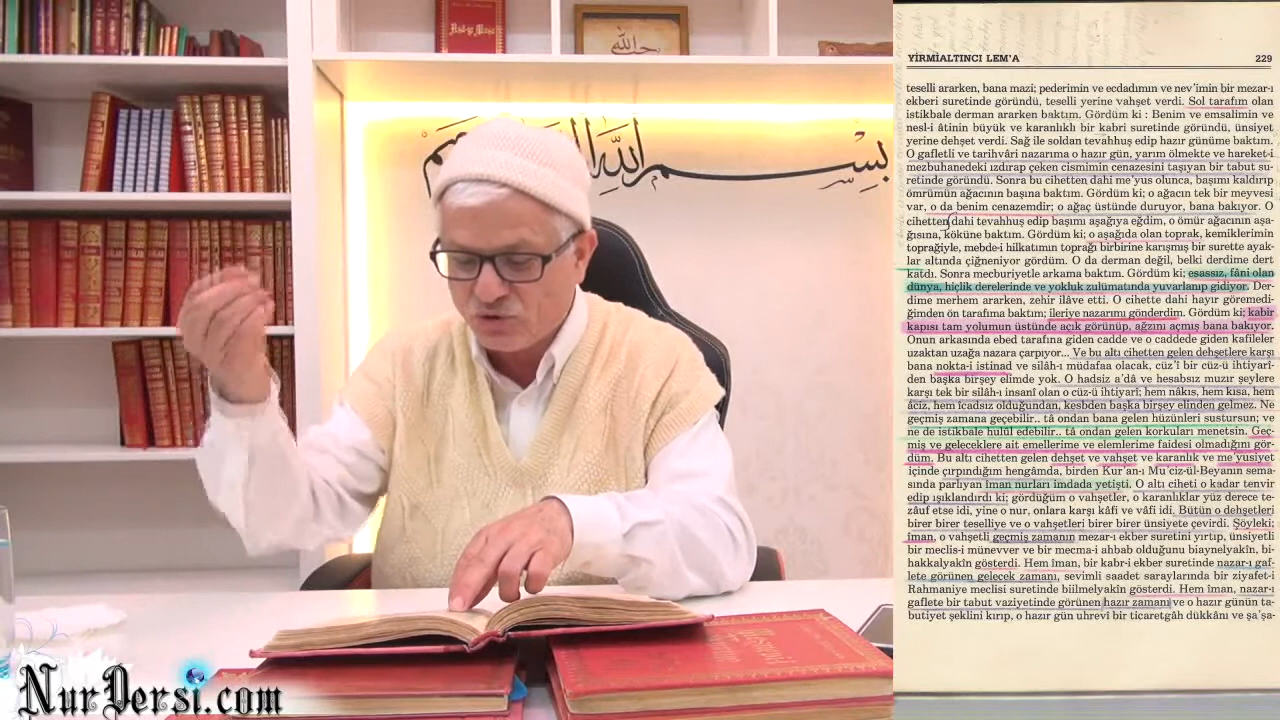 Asâ-yı Mûsa
بسم الله الرحمن الرحيم
YİRMİALTINCI LEM'A 229
teselli ararken, bana mazi; pederimin ve ecdadımın ve nev'imin bir mezar-ı
ekberi suretinde göründü, teselli yerine vahşet verdi. Sol tarafım olan
istikbale derman ararken baktım. Gördüm ki : Benim ve emsalimin ve
nesl-i âtinin büyük ve karanlıklı bir kabri suretinde göründü, ünsiyet
yerine dehşet verdi. Sağ ile soldan tevahhuş edip hazır günüme baktım.
O gafletli ve tarihvâri nazarıma o hazır gün, yarım ölmekte ve hareket-i
mezbuhanedeki ızdırap çeken cismimin cenazesini taşıyan bir tabut su-
retinde göründü. Sonra bu cihetten dahi me'yus olunca, başımı kaldırıp
ömrümün ağacının başına baktım. Gördüm ki; o ağacın tek bir meyvesi
var, o da benim cenazemdir; o ağaç üstünde duruyor, bana bakıyor. O
cihetten dahi tevahhuş edip başımı aşağıya eğdim, o ömür ağacının aşa-
ğısına, köküne baktım. Gördüm ki; o aşağıda olan toprak, kemiklerimin
toprağiyle, mebde-i hilkatımın toprağı birbirine karışmış bir surette ayak-
lar altında çiğneniyor gördüm. O da derman değil, belki derdime dert
katdı. Sonra mecburiyetle arkama baktım. Gördüm ki; esassız, fâni olan
dünya, hiçlik derelerinde ve yokluk zulümatında yuvarlanıp gidiyor. Der-
dime merhem ararken, zehir ilâve etti. O cihette dahi hayır göremedi-
ğimden ön tarafıma baktım; ileriye nazarımı gönderdim. Gördüm ki; kabir
kapısı tam yolumun üstünde açık görünüp, ağzını açmış bana bakıyor.
Onun arkasında ebed tarafına giden cadde ve o caddede giden kafileler
uzaktan uzağa nazara çarpıyor... Ve bu altı cihetten gelen dehşetlere karşı
bana nokta-i istinad ve silâh-ı müdafaa olacak, cüz'î bir cüz-ü ihtiyarî-
den başka birşey elimde yok. O hadsiz a'dâ ve hesabsız muzır şeylere
karşı tek bir silâh-ı insanî olan o cüz-ü ihtiyarî; hem nâkıs, hem kısa, hem
âciz, hem icadsız olduğundan, kesbden başka birşey elinden gelmez. Ne
geçmiş zamana geçebilir.. tâ ondan bana gelen hüzünleri sustursun; ve
ne de istikbale hulûl edebilir.. tâ ondan gelen korkuları menetsin. Geç-
miş ve geleceklere ait emellerime ve elemlerime faidesi olmadığını gör-
düm. Bu altı cihetten gelen dehşet ve vahşet ve karanlık ve me'yusiyet
içinde çırpındığım hengâmda, birden Kur'an-ı Mu'ciz-ül-Beyanın sema-
sında parlıyan îman nurları imdada yetişti. O altı ciheti o kadar tenvir
edip ışıklandırdı ki; gördüğüm o vahşetler, o karanlıklar yüz derece te-
zâuf etse idi, yine o nur, onlara karşı kâfi ve vâfi idi. Bütün o dehşetleri
birer birer teselliye ve o vahşetleri birer birer ünsiyete çevirdi. Şöyleki;
îman, o vahşetli geçmiş zamanın mezar-ı ekber suretini yırtıp, ünsiyetli
bir meclis-i münevver ve bir mecma-ı ahbab olduğunu biaynelyakîn, bi-
hakkalyakîn gösterdi. Hem îman, bir kabr-i ekber suretinde nazar-ı gaf-
lete görünen gelecek zamanı, sevimli saadet saraylarında bir ziyafet-i
Rahmaniye meclisi suretinde biilmelyakîn gösterdi. Hem îman, nazar-ı
gaflete bir tabut vaziyetinde görünen hazır zamanı ve o hazır günün ta-
butiyet şeklini kırıp, o hazır gün uhrevî bir ticaretgâh dükkânı ve şa'şa-
NurDersi.com